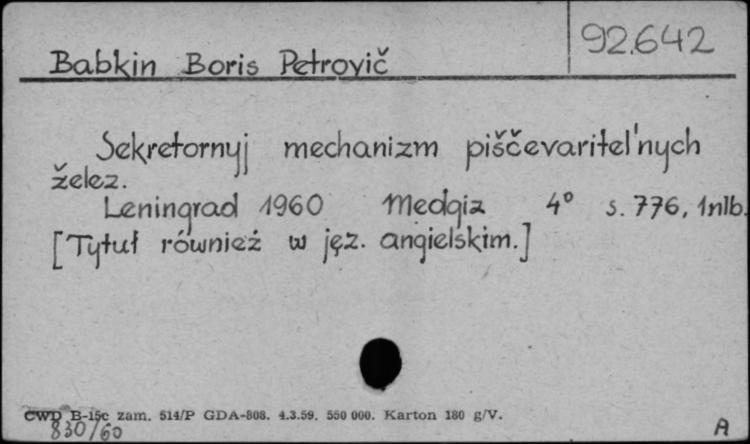 92.642
Babkin Boris Petrovič
Sekretornyj mechanizm piščevaritel'nych
želez.
Leningrad 1960 Medgiz 4° s. 776, 1nlb.
[Tytuł również w jęz. angielskim.]
CWD B-15c zam. 514/P GDA-808. 4.3.59. 550 000. Karton 180 g/V.
830/60 A